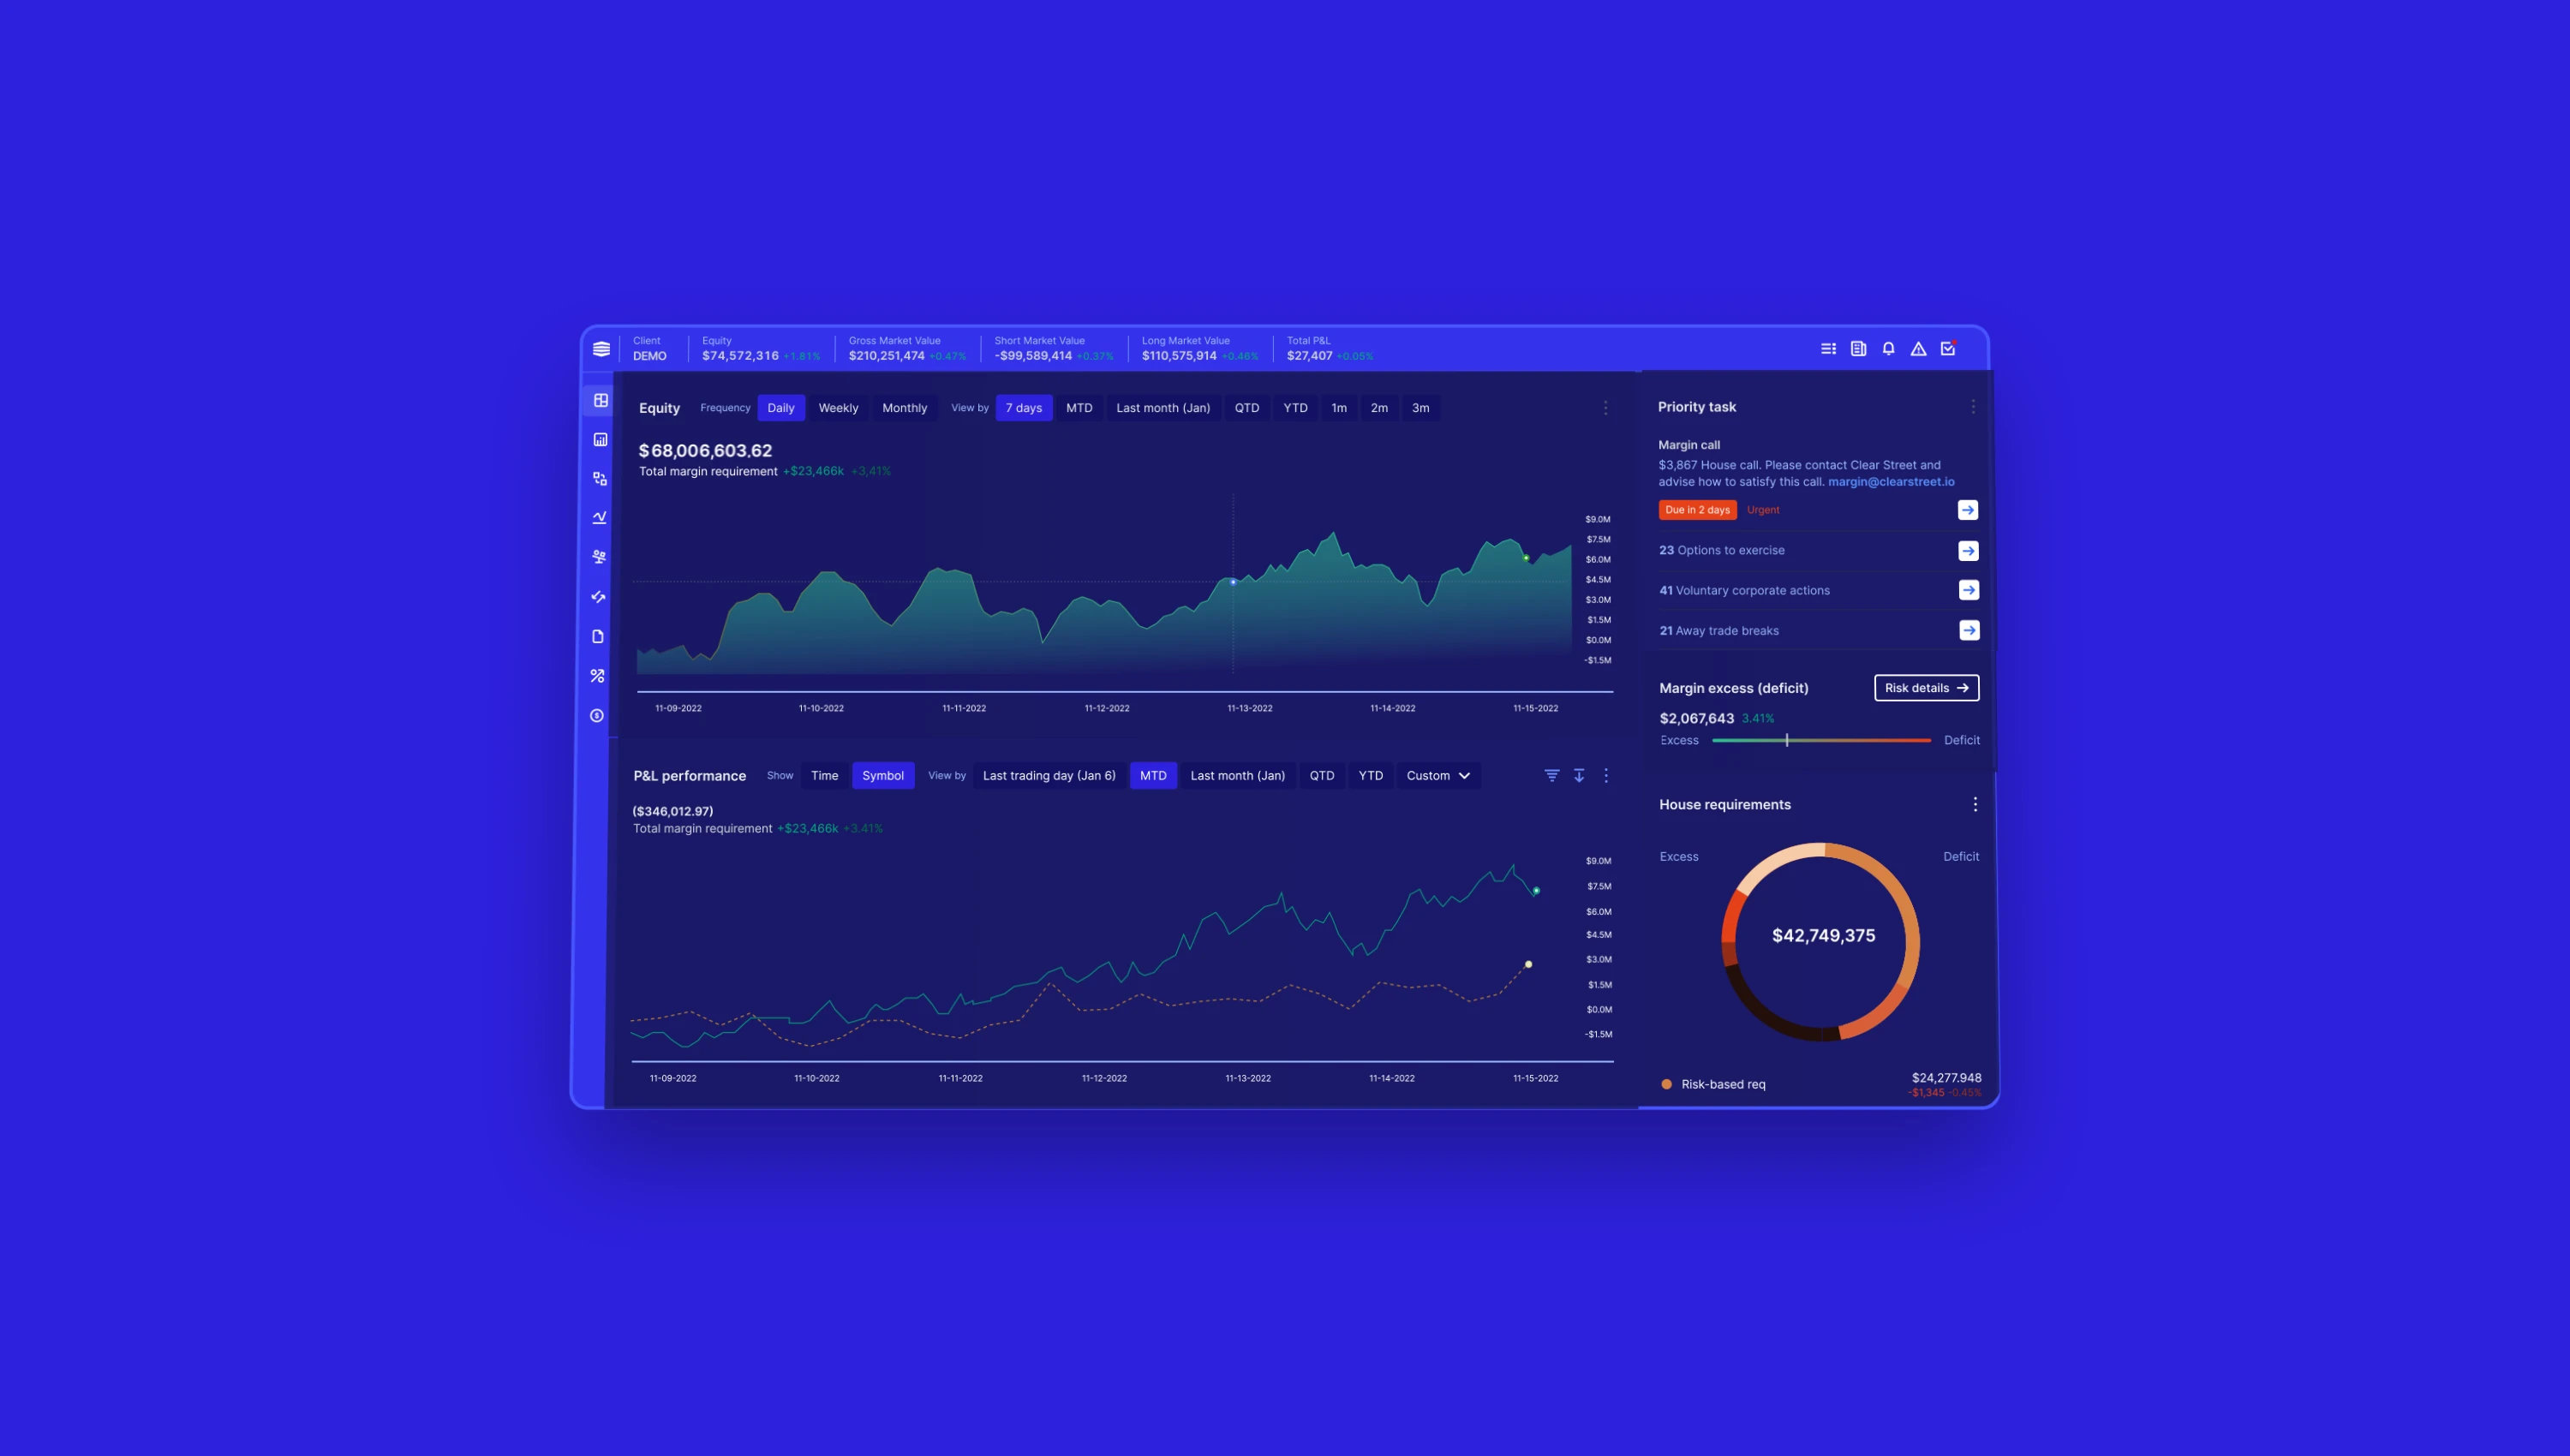 Client Equity Gross Market Value Short Market Value Long Market Value Total P&L
DEMO $74,572,316 +1.81% $210,251,474 +0.47% -$99,589,414 +0.37% $110,575,914 +0.46% $27,407 +0.05%
Equity Frequency Daily Weekly Monthly View by 7 days MTD Last month (Jan) QTD YTD 1m 2m 3m
$68,006,603.62
Total margin requirement +$23,466k +3,41%
$9.0M
$7.5M
$6.0M
$4.5M
$3.0M
$1.5M
$0.0M
-$1.5M
11-09-2022 11-10-2022 11-11-2022 11-12-2022 11-13-2022 11-14-2022 11-15-2022
P&L performance Show Time Symbol View by Last trading day (Jan 6) MTD Last month (Jan) QTD YTD Custom
($346,012.97)
Total margin requirement +$23,466k +3.41%
$9.0M
$7.5M
$6.0M
$4.5M
$3.0M
$1.5M
$0.0M
-$1.5M
11-09-2022 11-10-2022 11-11-2022 11-12-2022 11-13-2022 11-14-2022 11-15-2022
Priority task
Margin call
$3,867 House call. Please contact Clear Street and
advise how to satisfy this call. margin@clearstreet.io
Due in 2 days Urgent
23 Options to exercise
41 Voluntary corporate actions
21 Away trade breaks
Margin excess (deficit) Risk details
$2,067,643 3.41%
Excess Deficit
House requirements
Excess Deficit
$42,749,375
Risk-based req $24,277.948
-$1,345 -0.45%